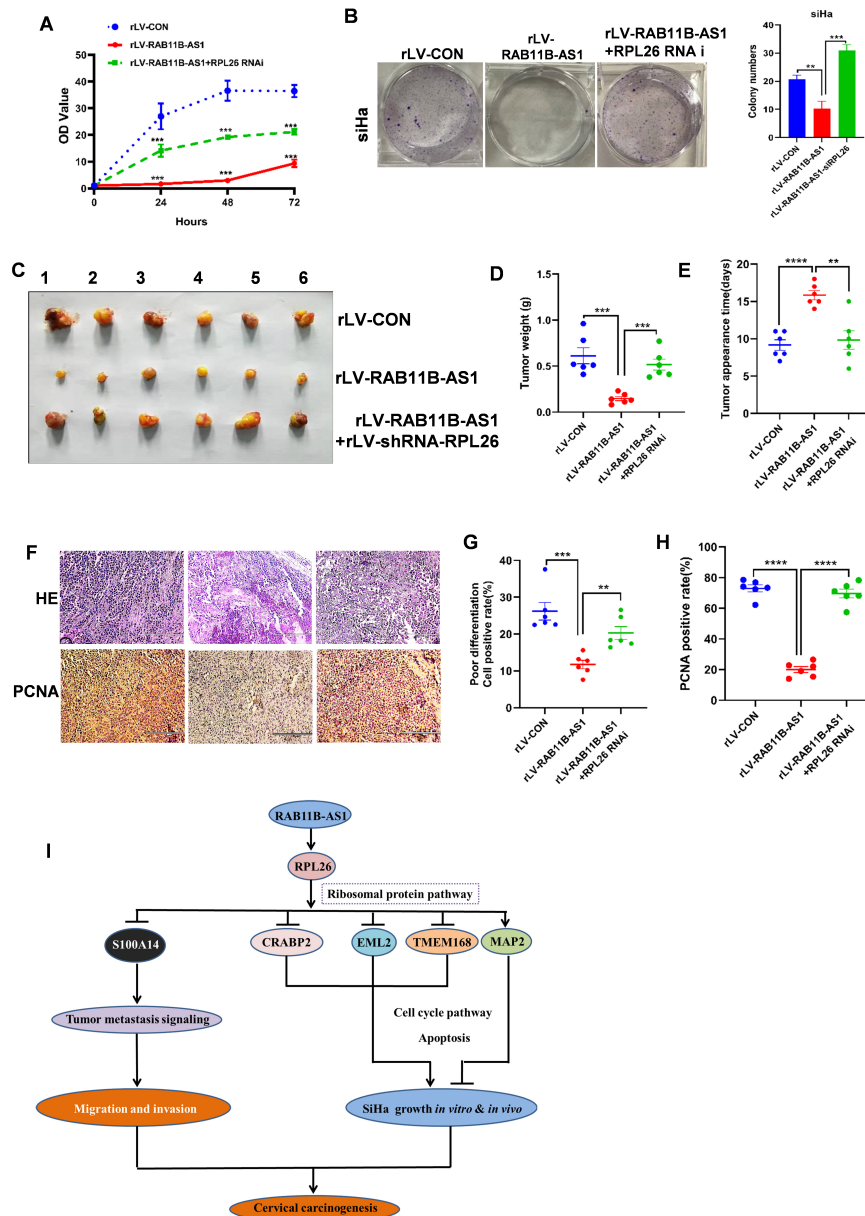 A
rLV-CON
rLV-RAB11B-AS1
rLV-RAB11B-AS1+RPL26 RNAi
OD Value
50
40
30
20
10
0
***
***
***
***
***
***
0
24
48
72
Hours
B
rLV-CON
rLV-
RAB11B-AS1
rLV-RAB11B-AS1
+RPL26 RNA i
siHa
siHa
Colony numbers
40
30
20
10
0
**
***
rLV-CON
rLV-RAB11B-AS1
rLV-RAB11B-AS1-siRPL26
C
1
2
3
4
5
6
rLV-CON
rLV-RAB11B-AS1
rLV-RAB11B-AS1
+rLV-shRNA-RPL26
D
Tumor weight (g)
1.5
1.0
0.5
0.0
***
***
rLV-CON
rLV-RAB11B-AS1
rLV-RAB11B-AS1
+RPL26 RNAi
E
Tumor appearance time(days)
20
15
10
5
0
****
**
rLV-CON
rLV-RAB11B-AS1
rLV-RAB11B-AS1
+RPL26 RNAi
F
HE
PCNA
G
Poor differentiation
Cell positive rate(%)
40
30
20
10
0
***
**
rLV-CON
rLV-RAB11B-AS1
rLV-RAB11B-AS1
+RPL26 RNAi
H
PCNA positive rate(%)
80
60
40
20
0
****
****
rLV-CON
rLV-RAB11B-AS1
rLV-RAB11B-AS1
+RPL26 RNAi
I
RAB11B-AS1
RPL26
Ribosomal protein pathway
S100A14
CRABP2
EML2
TMEM168
MAP2
Tumor metastasis signaling
Cell cycle pathway
Apoptosis
Migration and invasion
SiHa growth in vitro & in vivo
Cervical carcinogenesis